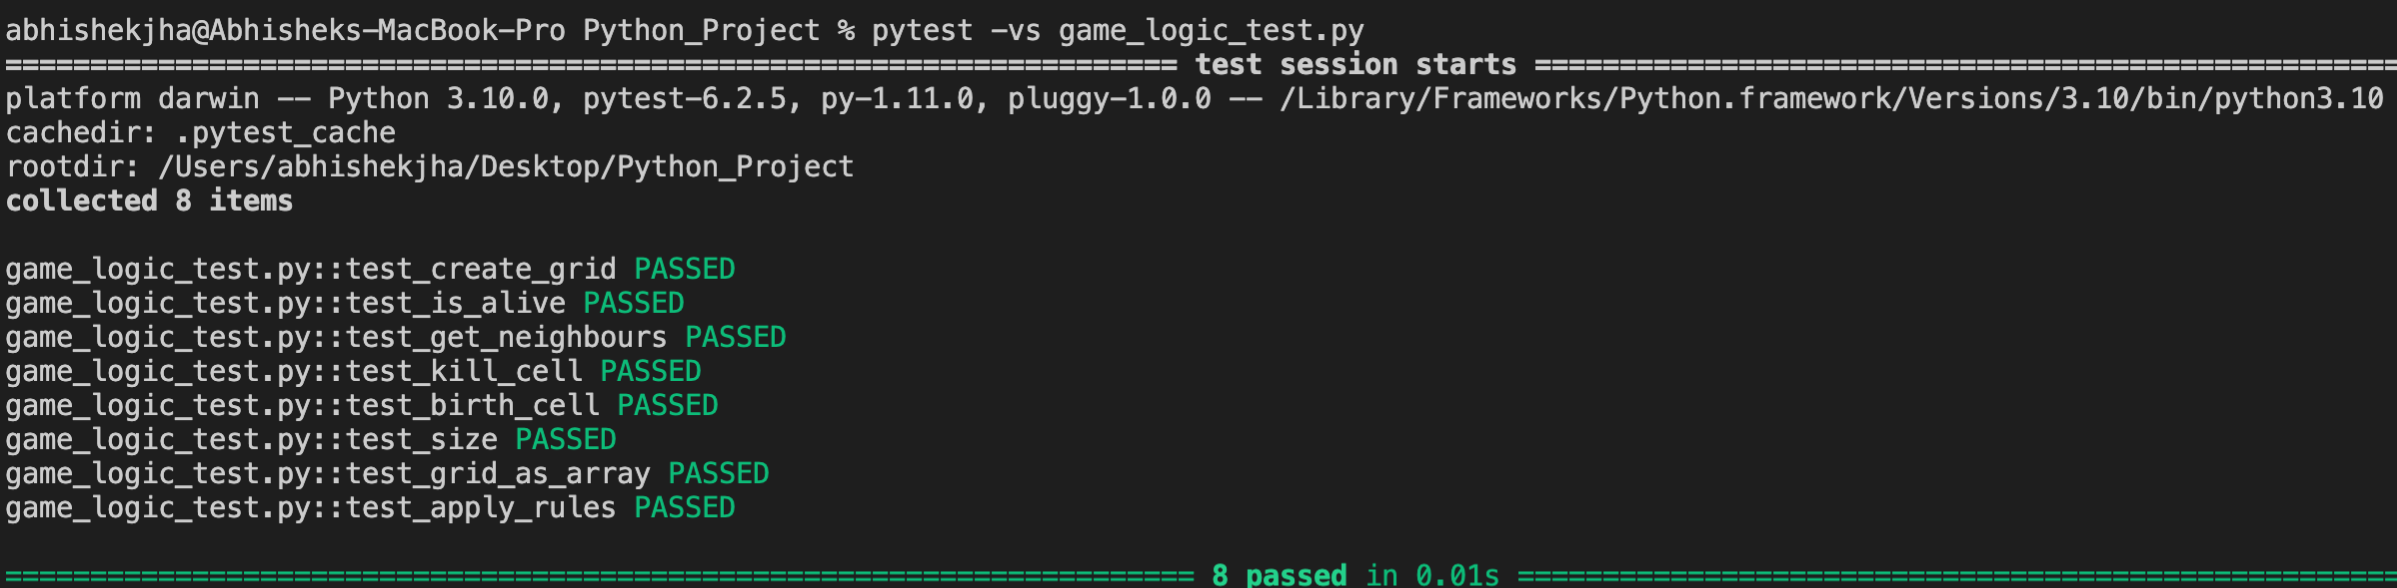 abhishekjha@Abhisheks-MacBook-Pro Python_Project % pytest -vs game_logic_test.py
===================================================================== test session starts ===================================================
platform darwin -- Python 3.10.0, pytest-6.2.5, py-1.11.0, pluggy-1.0.0 -- /Library/Frameworks/Python.framework/Versions/3.10/bin/python3.10
cachedir: .pytest_cache
rootdir: /Users/abhishekjha/Desktop/Python_Project
collected 8 items

game_logic_test.py::test_create_grid PASSED
game_logic_test.py::test_is_alive PASSED
game_logic_test.py::test_get_neighbours PASSED
game_logic_test.py::test_kill_cell PASSED
game_logic_test.py::test_birth_cell PASSED
game_logic_test.py::test_size PASSED
game_logic_test.py::test_grid_as_array PASSED
game_logic_test.py::test_apply_rules PASSED

====================================================================== 8 passed in 0.01s ====================================================